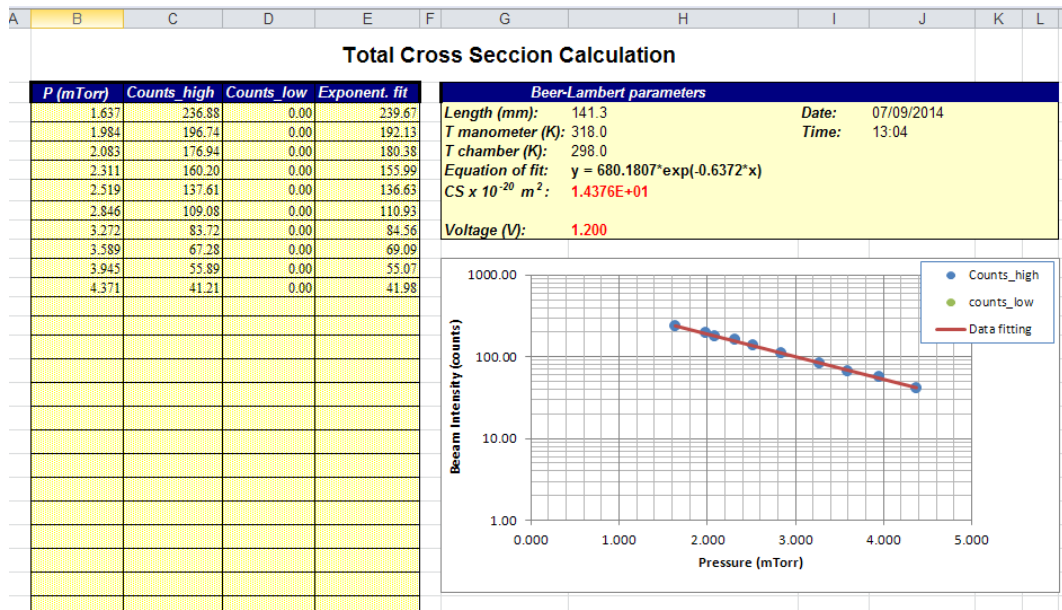 A B C D E F G H I J K L
Total Cross Seccion Calculation
P (mTorr) Counts_high Counts_low Exponent. fit
1.637 236.88 0.00 239.67
1.984 196.74 0.00 192.13
2.083 176.94 0.00 180.38
2.311 160.20 0.00 155.99
2.519 137.61 0.00 136.63
2.846 109.08 0.00 110.93
3.272 83.72 0.00 84.56
3.589 67.28 0.00 69.09
3.945 55.89 0.00 55.07
4.371 41.21 0.00 41.98
Beer-Lambert parameters
Length (mm): 141.3 Date: 07/09/2014
T manometer (K): 318.0 Time: 13:04
T chamber (K): 298.0
Equation of fit: y = 680.1807*exp(-0.6372*x)
CS x 10⁻²⁰ m²: 1.4376E+01
Voltage (V): 1.200
1000.00
100.00
10.00
1.00
Beeam Intensity (counts)
0.000 1.000 2.000 3.000 4.000 5.000
Pressure (mTorr)
Counts_high
counts_low
Data fitting